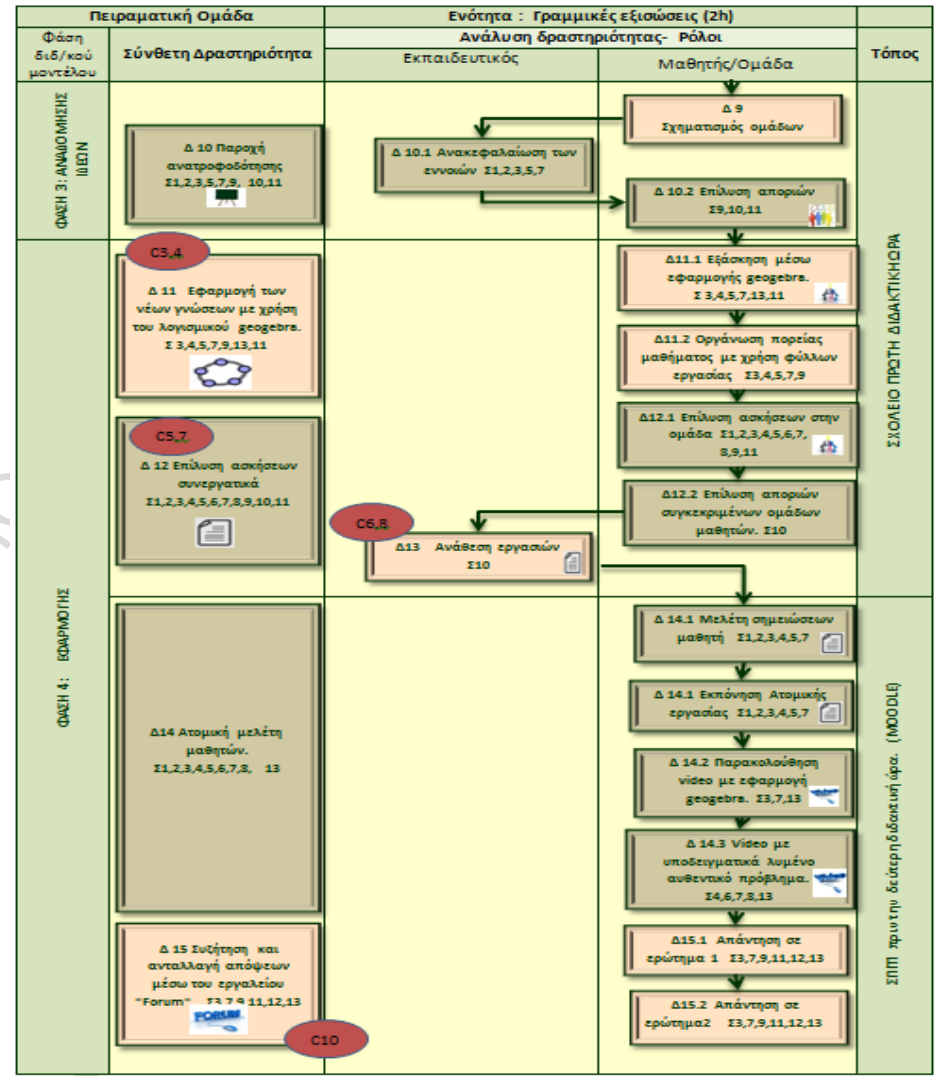 Πειραματική Ομάδα
Ενότητα : Γραμμικές εξισώσεις (2h)
Φάση
διδ/κού
μοντέλου
Σύνθετη Δραστηριότητα
Ανάλυση δραστηριότητας- Ρόλοι
Εκπαιδευτικός
Μαθητής/Ομάδα
Τόπος
ΦΑΣΗ 3: ΑΝΑΔΟΜΗΣΗΣ
ΙΔΕΩΝ
Δ 10 Παροχή
ανατροφοδότησης
Σ1,2,3,5,7,9, 10,11
Δ 9
Σχηματισμός ομάδων
Δ 10.1 Ανακεφαλαίωση των
εννοιών Σ1,2,3,5,7
Δ 10.2 Επίλυση αποριών
Σ9,10,11
ΣΧΟΛΕΙΟ ΠΡΩΤΗ ΔΙΔΑΚΤΙΚΗ ΩΡΑ
ΦΑΣΗ 4: ΕΦΑΡΜΟΓΗΣ
C3,4
Δ 11 Εφαρμογή των
νέων γνώσεων με χρήση
του λογισμικού geogebra.
Σ 3,4,5,7,9,13,11
Δ11.1 Εξάσκηση μέσω
εφαρμογής geogebra.
Σ 3,4,5,7,13,11
Δ11.2 Οργάνωση πορείας
μαθήματος με χρήση φύλλων
εργασίας Σ3,4,5,7,9
C5,7
Δ 12 Επίλυση ασκήσεων
συνεργατικά
Σ1,2,3,4,5,6,7,8,9,10,11
Δ12.1 Επίλυση ασκήσεων στην
ομάδα Σ1,2,3,4,5,6,7,
8,9,11
Δ12.2 Επίλυση αποριών
συγκεκριμένων ομάδων
μαθητών. Σ10
C6,8
Δ13 Ανάθεση εργασιών
Σ10
Δ14 Ατομική μελέτη
μαθητών.
Σ1,2,3,4,5,6,7,8, 13
Δ 14.1 Μελέτη σημειώσεων
μαθητή Σ1,2,3,4,5,7
Δ 14.1 Εκπόνηση Ατομικής
εργασίας Σ1,2,3,4,5,7
Δ 14.2 Παρακολούθηση
video με εφαρμογή
geogebra. Σ3,7,13
Δ 14.3 Video με
υποδειγματικά λυμένο
αυθεντικό πρόβλημα.
Σ4,6,7,8,13
ΣΠΠ πριν την δεύτερη διδακτική ώρα. (MOODLE)
Δ 15 Συζήτηση και
ανταλλαγή απόψεων
μέσω του εργαλείου
"Forum" Σ3,7,9,11,12,13
FORUM
C10
Δ15.1 Απάντηση σε
ερώτημα 1 Σ3,7,9,11,12,13
Δ15.2 Απάντηση σε
ερώτημα2 Σ3,7,9,11,12,13